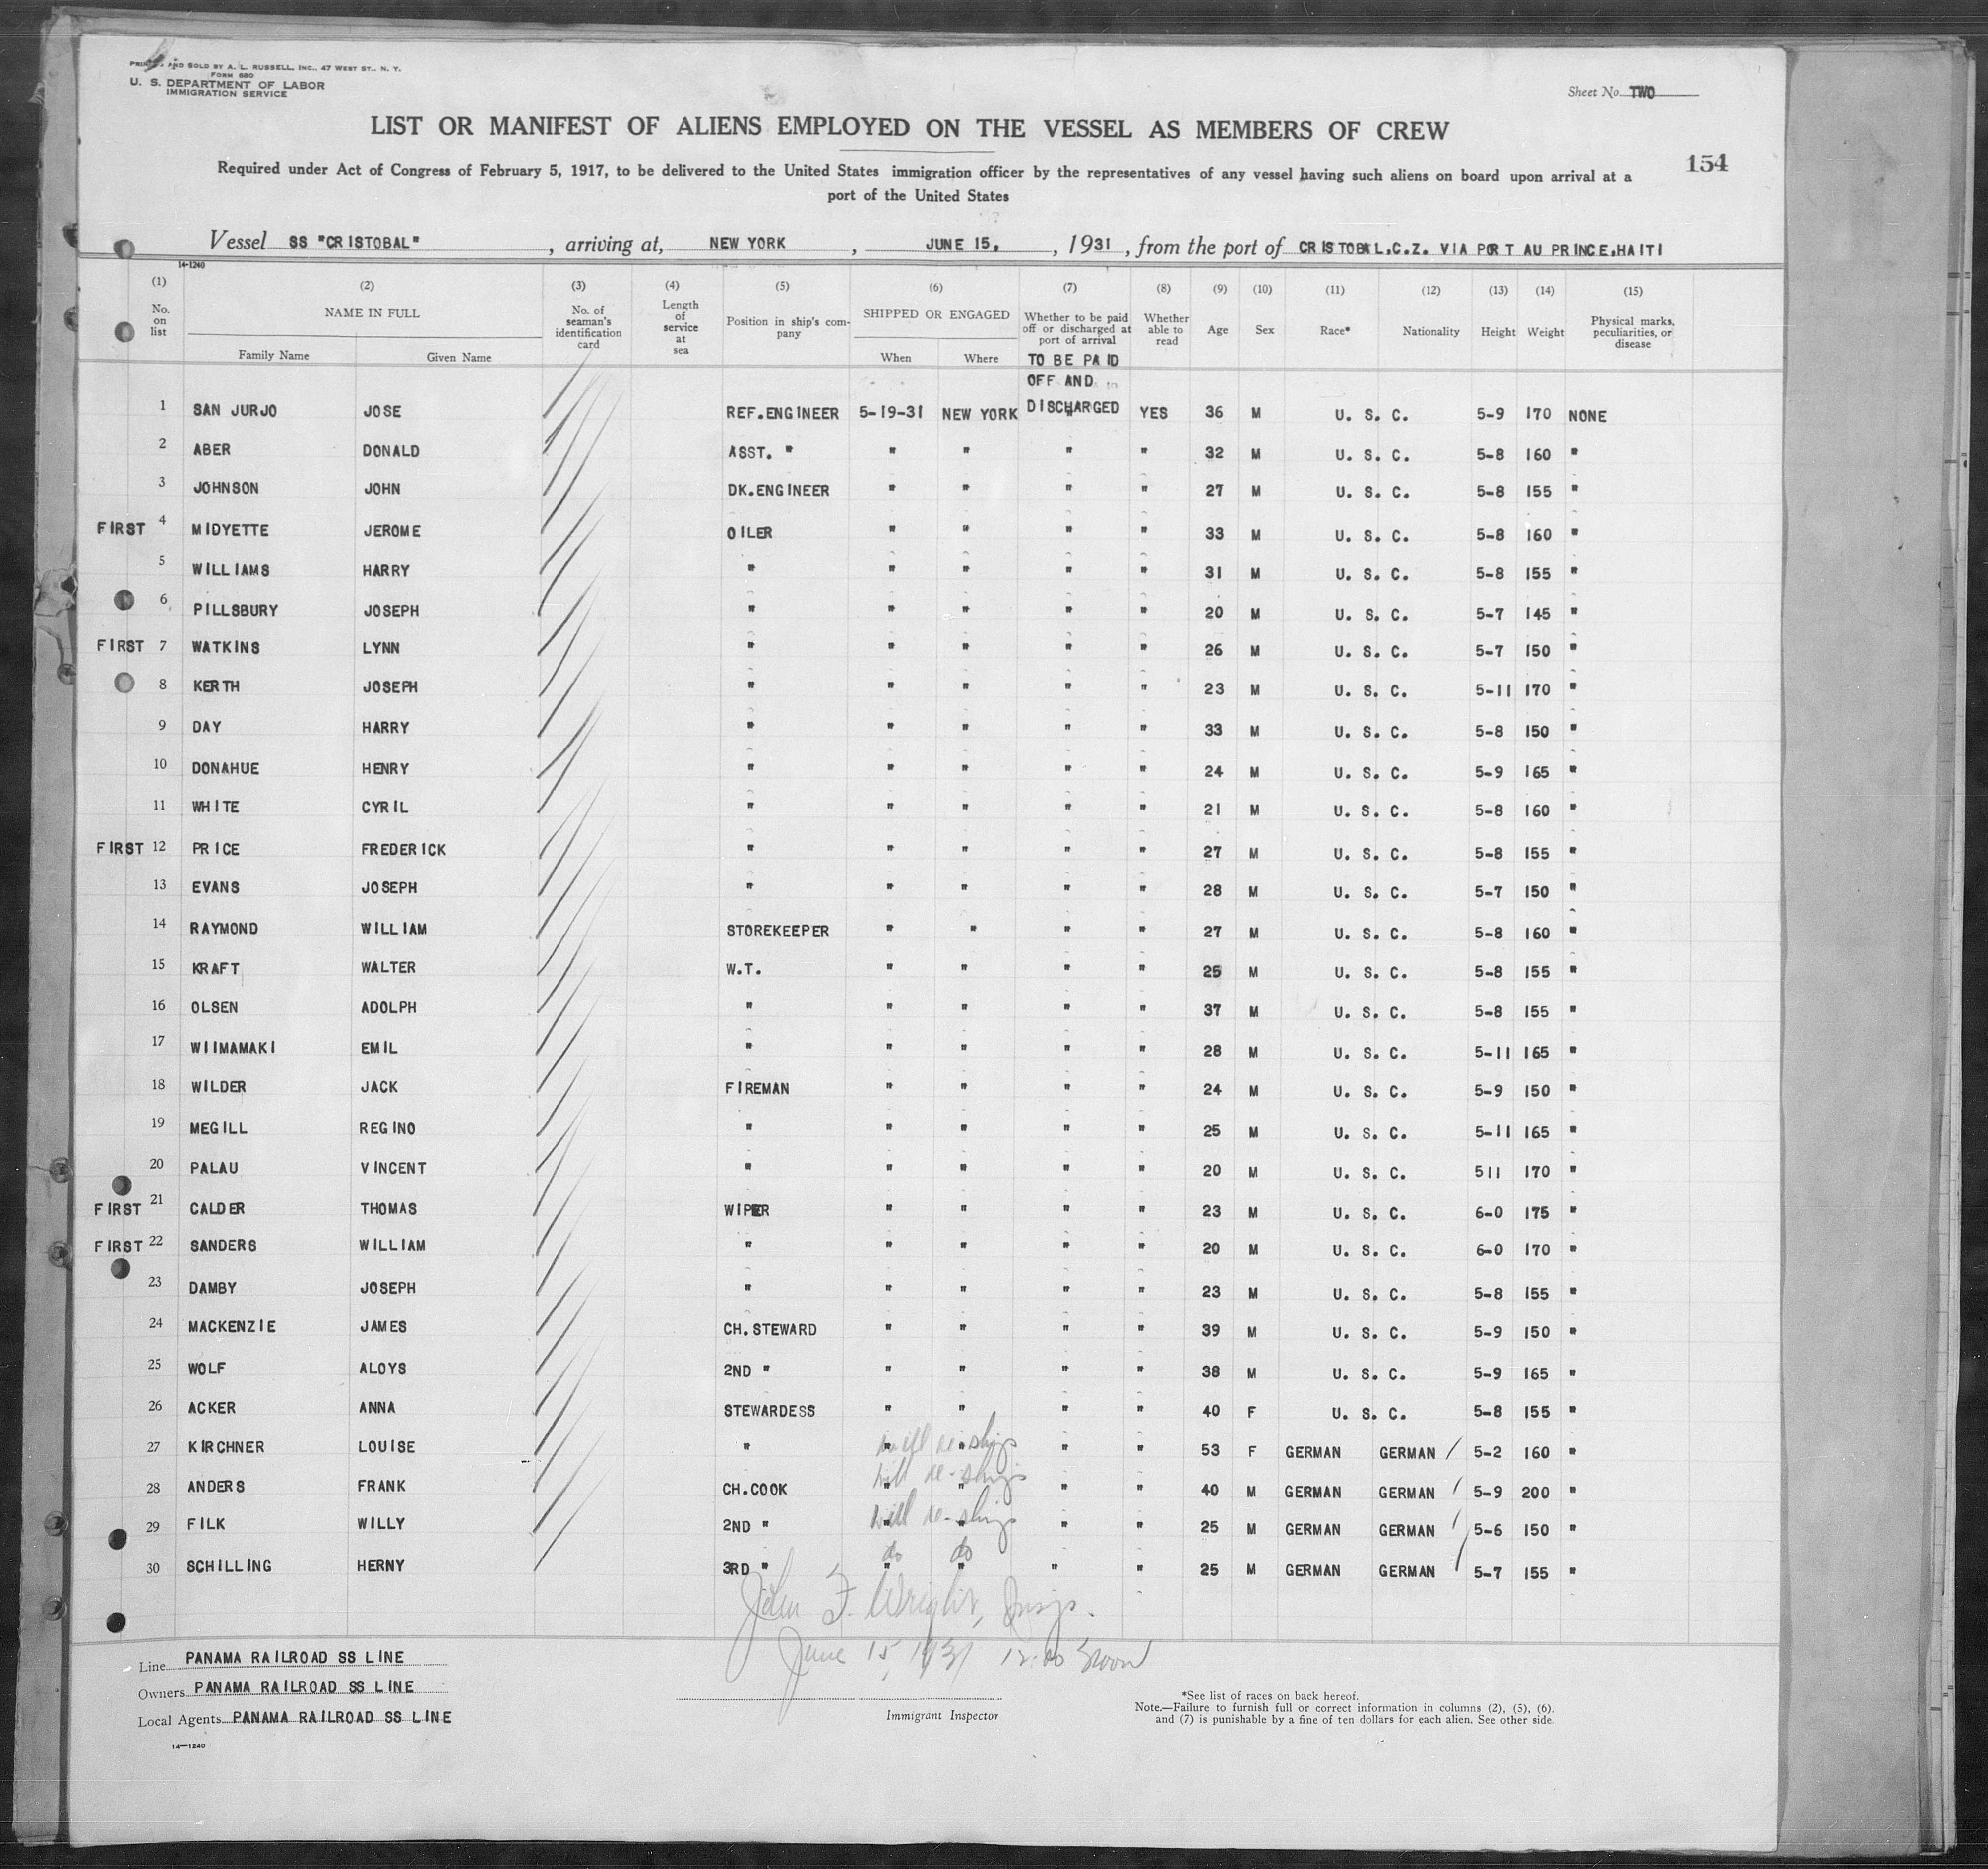 PRINTED AND SOLD BY A. L. RUSSELL, INC., 47 WEST ST., N. Y.
FORM 680
U. S. DEPARTMENT OF LABOR
IMMIGRATION SERVICE
Sheet No. TWO
LIST OR MANIFEST OF ALIENS EMPLOYED ON THE VESSEL AS MEMBERS OF CREW
154
Required under Act of Congress of February 5, 1917, to be delivered to the United States immigration officer by the representatives of any vessel having such aliens on board upon arrival at a
port of the United States
Vessel SS "CRISTOBAL", arriving at, NEW YORK, JUNE 15, 1931, from the port of CRISTOBAL,C.Z. VIA PORT AU PRINCE,HAITI
14-1240
(1) (2) (3) (4) (5) (6) (7) (8) (9) (10) (11) (12) (13) (14) (15)
No. on list NAME IN FULL Family Name Given Name No. of seaman's identification card Length of service at sea Position in ship's company SHIPPED OR ENGAGED When Where Whether to be paid off or discharged at port of arrival Whether able to read Age Sex Race* Nationality Height Weight Physical marks, peculiarities, or disease
TO BE PAID
OFF AND
1 SAN JURJO JOSE REF.ENGINEER 5-19-31 NEW YORK DISCHARGED YES 36 M U. S. C. 5-9 170 NONE
2 ABER DONALD ASST. " " " " " 32 M U. S. C. 5-8 160 "
3 JOHNSON JOHN DK.ENGINEER " " " " 27 M U. S. C. 5-8 155 "
FIRST 4 MIDYETTE JEROME OILER " " " " 33 M U. S. C. 5-8 160 "
5 WILLIAMS HARRY " " " " " 31 M U. S. C. 5-8 155 "
6 PILLSBURY JOSEPH " " " " " 20 M U. S. C. 5-7 145 "
FIRST 7 WATKINS LYNN " " " " " 26 M U. S. C. 5-7 150 "
8 KERTH JOSEPH " " " " " 23 M U. S. C. 5-11 170 "
9 DAY HARRY " " " " " 33 M U. S. C. 5-8 150 "
10 DONAHUE HENRY " " " " " 24 M U. S. C. 5-9 165 "
11 WHITE CYRIL " " " " " 21 M U. S. C. 5-8 160 "
FIRST 12 PRICE FREDERICK " " " " " 27 M U. S. C. 5-8 155 "
13 EVANS JOSEPH " " " " " 28 M U. S. C. 5-7 150 "
14 RAYMOND WILLIAM STOREKEEPER " " " " 27 M U. S. C. 5-8 160 "
15 KRAFT WALTER W.T. " " " " 25 M U. S. C. 5-8 155 "
16 OLSEN ADOLPH " " " " " 37 M U. S. C. 5-8 155 "
17 WIIMAMAKI EMIL " " " " " 28 M U. S. C. 5-11 165 "
18 WILDER JACK FIREMAN " " " " 24 M U. S. C. 5-9 150 "
19 MEGILL REGINO " " " " " 25 M U. S. C. 5-11 165 "
20 PALAU VINCENT " " " " " 20 M U. S. C. 511 170 "
FIRST 21 CALDER THOMAS WIPER " " " " 23 M U. S. C. 6-0 175 "
FIRST 22 SANDERS WILLIAM " " " " " 20 M U. S. C. 6-0 170 "
23 DAMBY JOSEPH " " " " " 23 M U. S. C. 5-8 155 "
24 MACKENZIE JAMES CH.STEWARD " " " " 39 M U. S. C. 5-9 150 "
25 WOLF ALOYS 2ND " " " " " 38 M U. S. C. 5-9 165 "
26 ACKER ANNA STEWARDESS " " " " 40 F U. S. C. 5-8 155 "
27 KIRCHNER LOUISE " " " will re-ship " " 53 F GERMAN GERMAN 5-2 160 "
28 ANDERS FRANK CH.COOK " " will re-ship " " 40 M GERMAN GERMAN 5-9 200 "
29 FILK WILLY 2ND " " " will re-ship " " 25 M GERMAN GERMAN 5-6 150 "
30 SCHILLING HERNY 3RD " " " do do " " 25 M GERMAN GERMAN 5-7 155 "
John F. Wright, Insp.
June 15, 1931 12:00 Noon
Line PANAMA RAILROAD SS LINE
Owners PANAMA RAILROAD SS LINE
Local Agents PANAMA RAILROAD SS LINE
Immigrant Inspector
*See list of races on back hereof.
Note.—Failure to furnish full or correct information in columns (2), (5), (6),
and (7) is punishable by a fine of ten dollars for each alien. See other side.
14-1240